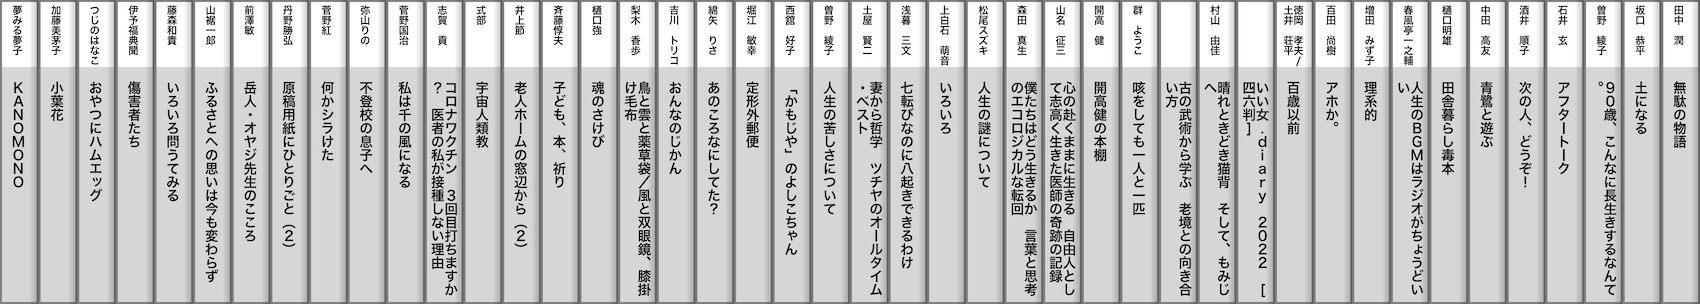 田中　潤
無駄の物語
坂口　恭平
土になる
曽野　綾子
９０歳、こんなに長生きするなんて
。
石井　玄
アフタートーク
酒井　順子
次の人、どうぞ！
中田　高友
青鷺と遊ぶ
樋口明雄
田舎暮らし毒本
春風亭一之輔
人生のＢＧＭはラジオがちょうどい
い
増田　みず子
理系的
百田　尚樹
アホか。
徳岡　孝夫/
土井　荘平
百歳以前
いい女．ｄｉａｒｙ　２０２２　［
四六判］
村山　由佳
晴れときどき猫背　そして、もみじ
へ
古の武術から学ぶ　老境との向き合
い方
群　ようこ
咳をしても一人と一匹
開高　健
開高健の本棚
山名　征三
心の赴くままに生きる　自由人とし
て志高く生きた医師の奇跡の記録
森田　真生
僕たちはどう生きるか　言葉と思考
のエコロジカルな転回
松尾スズキ
人生の謎について
上白石　萌音
いろいろ
浅暮　三文
七転びなのに八起きできるわけ
土屋　賢二
妻から哲学　ツチヤのオールタイム
・ベスト
曽野　綾子
人生の苦しさについて
西舘　好子
「かもじや」のよしこちゃん
堀江　敏幸
定形外郵便
綿矢　りさ
あのころなにしてた？
吉川　トリコ
おんなのじかん
梨木　香歩
鳥と雲と薬草袋／風と双眼鏡、膝掛
け毛布
樋口強
魂のさけび
斉藤惇夫
子ども、本、祈り
井上節
老人ホームの窓辺から（２）
式部
宇宙人類教
志賀　貢
コロナワクチン　３回目打ちますか
？　医者の私が接種しない理由
菅野国治
私は千の風になる
弥山りの
不登校の息子へ
菅野紅
何かシラけた
丹野勝弘
原稿用紙にひとりごと（２）
前澤敏
岳人・オヤジ先生のこころ
山裾一郎
ふるさとへの思いは今も変わらず
藤森和貴
いろいろ問うてみる
伊予福典聞
傷害者たち
つじのはなこ
おやつにハムエッグ
加藤美茅子
小葉花
夢みる夢子
ＫＡＮＯＭＯＮＯ